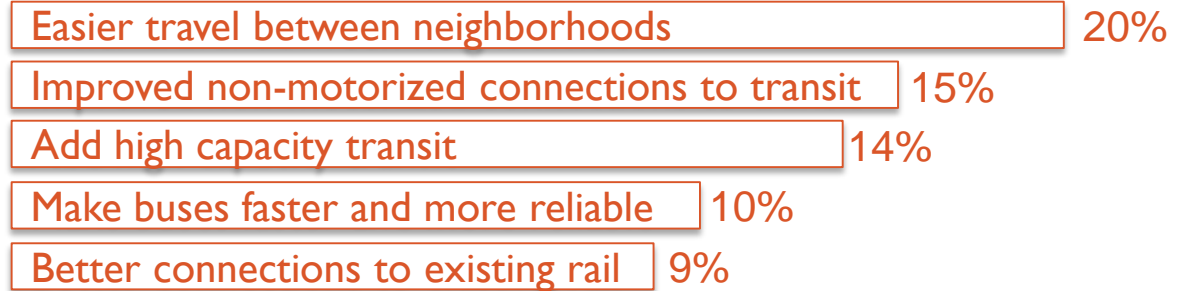 Easier travel between neighborhoods 20%
Improved non-motorized connections to transit 15%
Add high capacity transit 14%
Make buses faster and more reliable 10%
Better connections to existing rail 9%